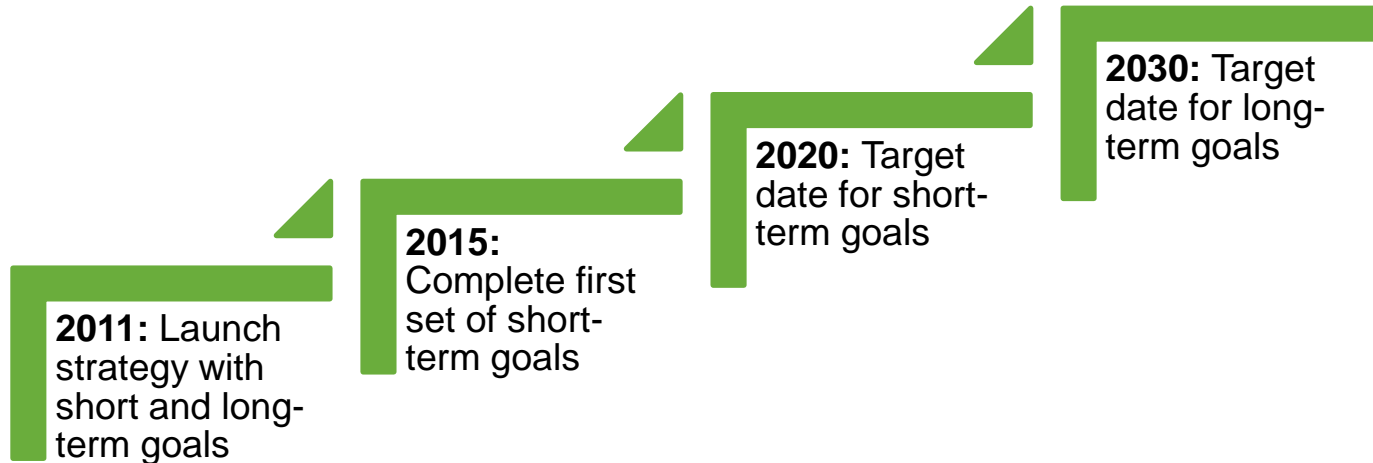 2011: Launch
strategy with
short and long-
term goals
2015:
Complete first
set of short-
term goals
2020: Target
date for short-
term goals
2030: Target
date for long-
term goals